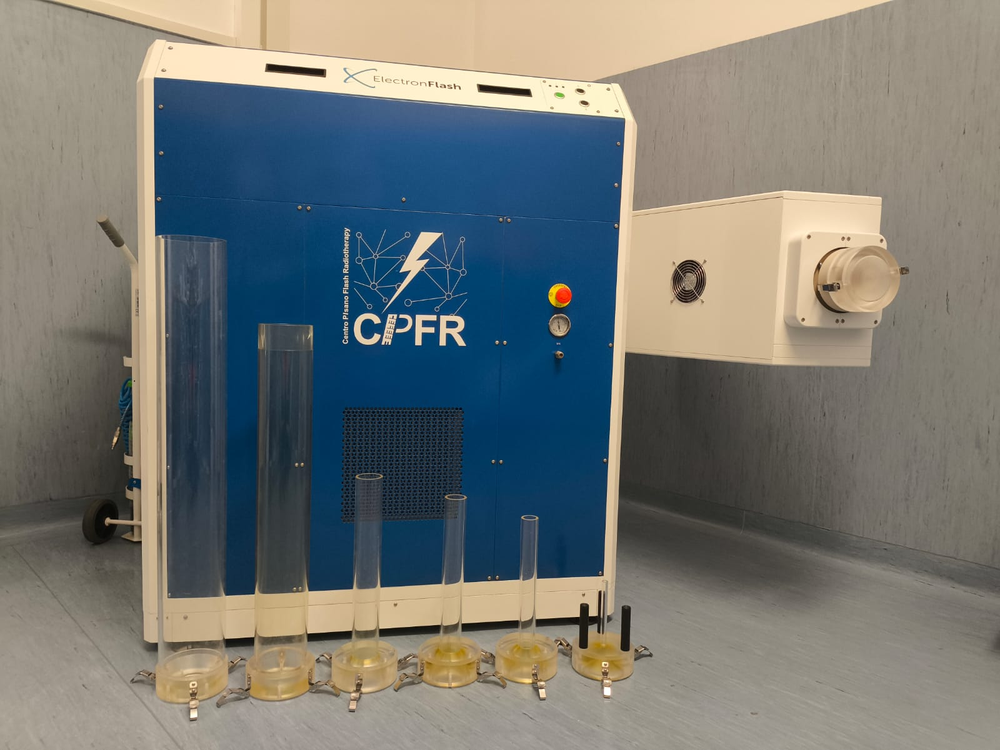 ElectronFlash
Centro PIsano Flash Radiotherapy
CPFR